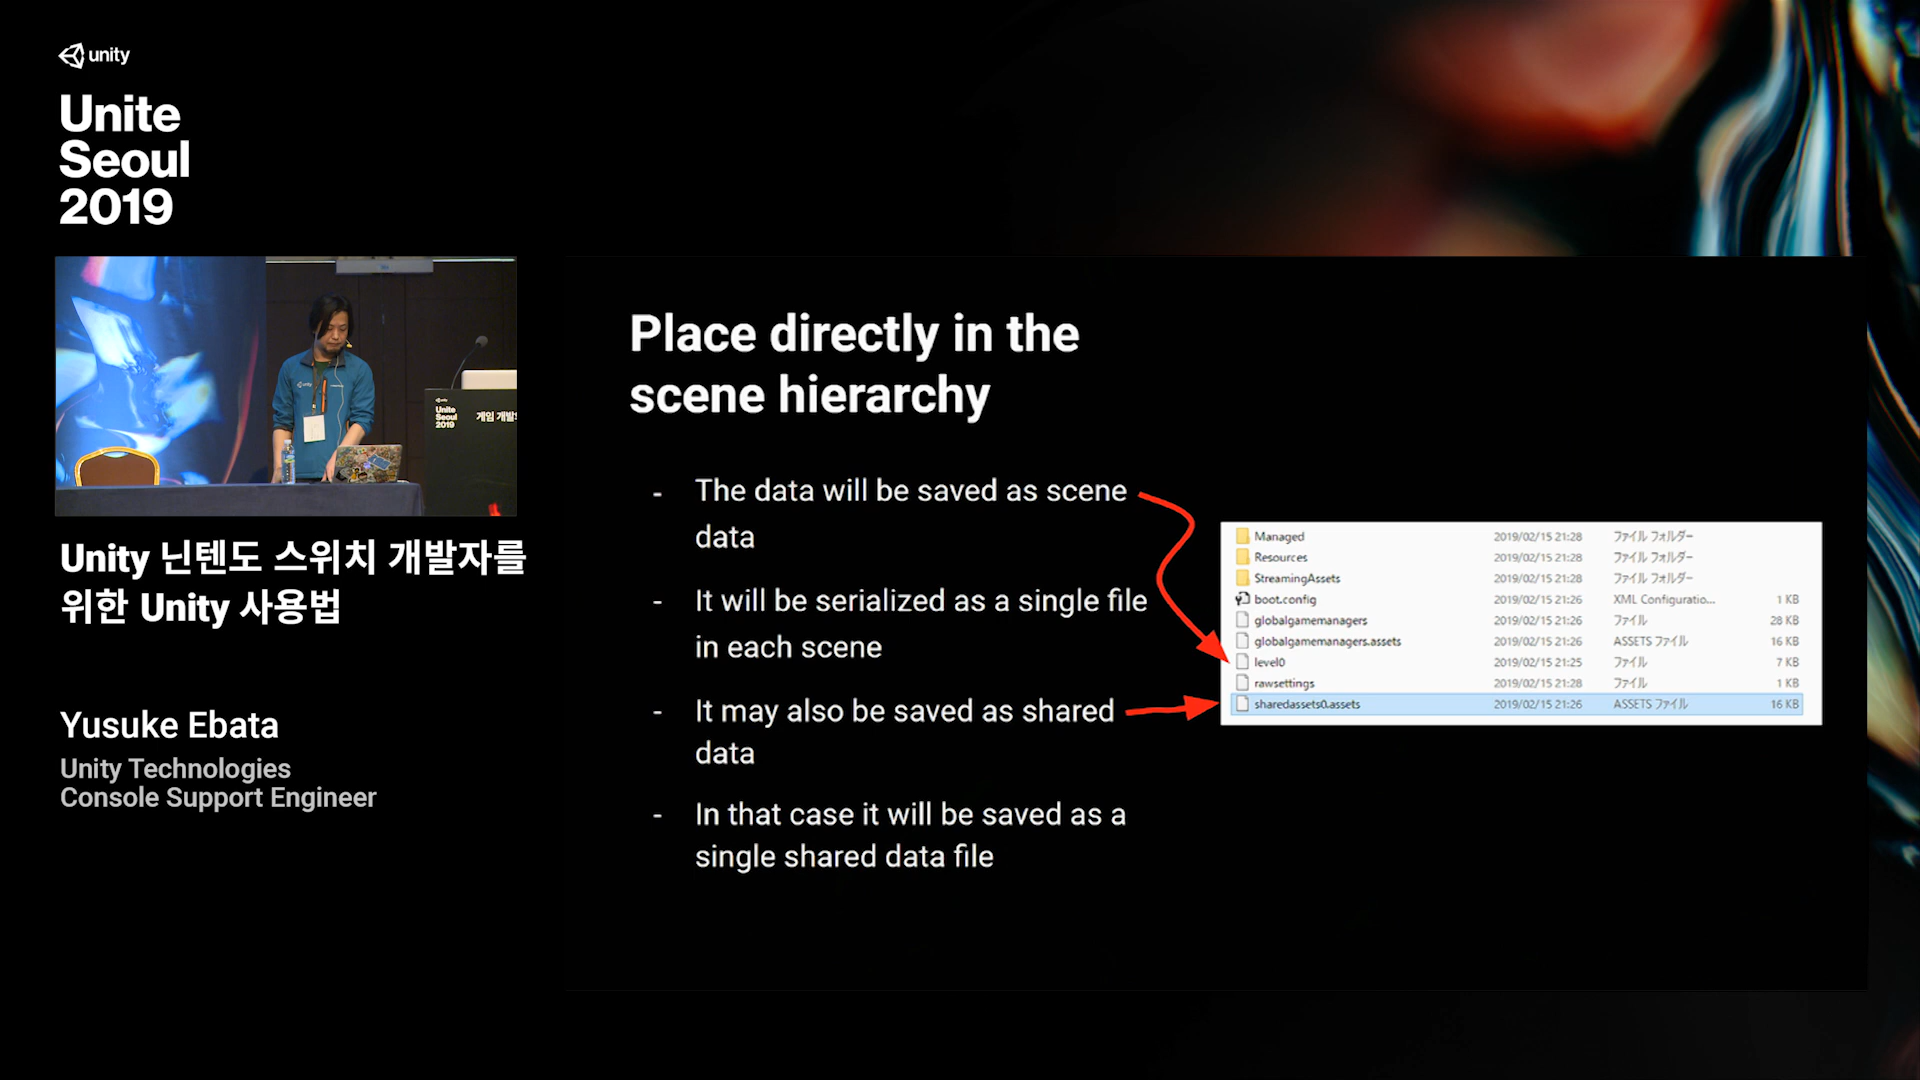 unity
Unite
Seoul
2019
Unite
Seoul
2019
게임 개발
Unity 닌텐도 스위치 개발자를
위한 Unity 사용법
Yusuke Ebata
Unity Technologies
Console Support Engineer
Place directly in the
scene hierarchy
- The data will be saved as scene
data
- It will be serialized as a single file
in each scene
- It may also be saved as shared
data
- In that case it will be saved as a
single shared data file
Managed 2019/02/15 21:28 ファイル フォルダー
Resources 2019/02/15 21:28 ファイル フォルダー
StreamingAssets 2019/02/15 21:28 ファイル フォルダー
boot.config 2019/02/15 21:26 XML Configuratio... 1 KB
globalgamemanagers 2019/02/15 21:26 ファイル 28 KB
globalgamemanagers.assets 2019/02/15 21:26 ASSETS ファイル 16 KB
level0 2019/02/15 21:25 ファイル 7 KB
rawsettings 2019/02/15 21:28 ファイル 1 KB
sharedassets0.assets 2019/02/15 21:26 ASSETS ファイル 16 KB